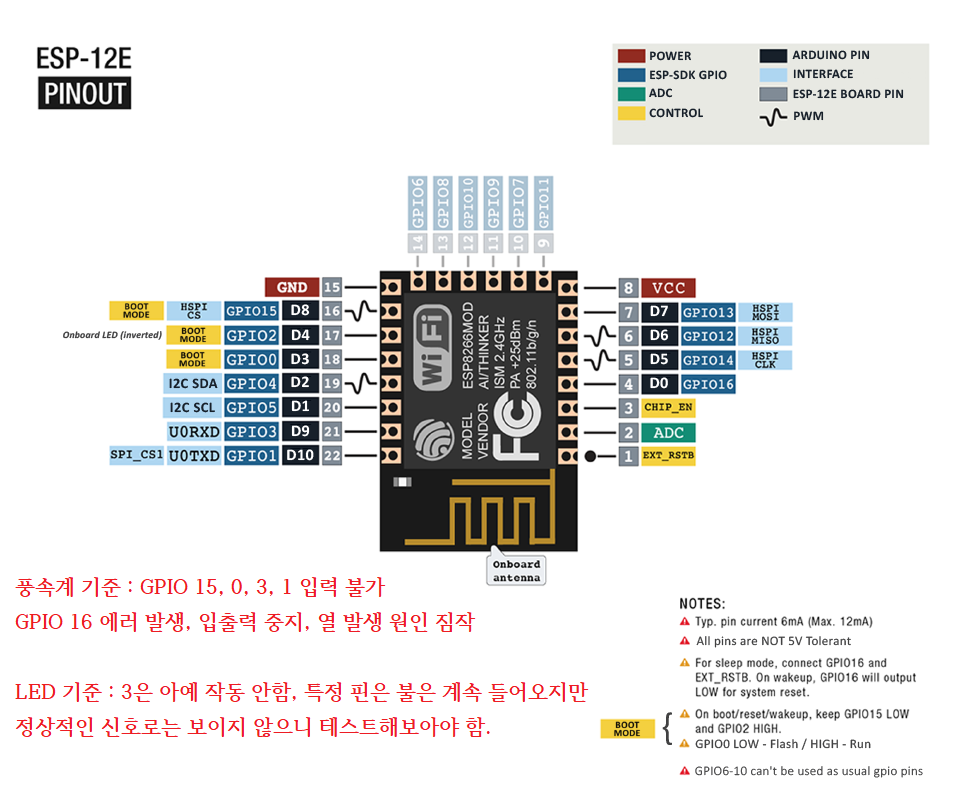 ESP-12E
PINOUT
POWER
ESP-SDK GPIO
ADC
CONTROL
ARDUINO PIN
INTERFACE
ESP-12E BOARD PIN
PWM
GPIO6 GPIO8 GPIO10 GPIO9 GPIO7 GPIO11
14 13 12 11 10 9
GND 15
BOOT MODE HSPI CS GPIO15 D8 16
Onboard LED (inverted) BOOT MODE GPIO2 D4 17
BOOT MODE GPIO0 D3 18
I2C SDA GPIO4 D2 19
I2C SCL GPIO5 D1 20
U0RXD GPIO3 D9 21
SPI_CS1 U0TXD GPIO1 D10 22
WiFi
MODEL ESP8266MOD
VENDOR AI/THINKER
ISM 2.4GHz
PA +25dBm
802.11b/g/n
FC
8 VCC
7 D7 GPIO13 HSPI MOSI
6 D6 GPIO12 HSPI MISO
5 D5 GPIO14 HSPI CLK
4 D0 GPIO16
3 CHIP_EN
2 ADC
1 EXT_RSTB
Onboard
antenna
풍속계 기준 : GPIO 15, 0, 3, 1 입력 불가
GPIO 16 에러 발생, 입출력 중지, 열 발생 원인 짐작
LED 기준 : 3은 아예 작동 안함, 특정 핀은 불은 계속 들어오지만
정상적인 신호로는 보이지 않으니 테스트해보아야 함.
NOTES:
Typ. pin current 6mA (Max. 12mA)
All pins are NOT 5V Tolerant
For sleep mode, connect GPIO16 and
EXT_RSTB. On wakeup, GPIO16 will output
LOW for system reset.
BOOT
MODE
On boot/reset/wakeup, keep GPIO15 LOW
and GPIO2 HIGH.
GPIO0 LOW - Flash / HIGH - Run
GPIO6-10 can't be used as usual gpio pins